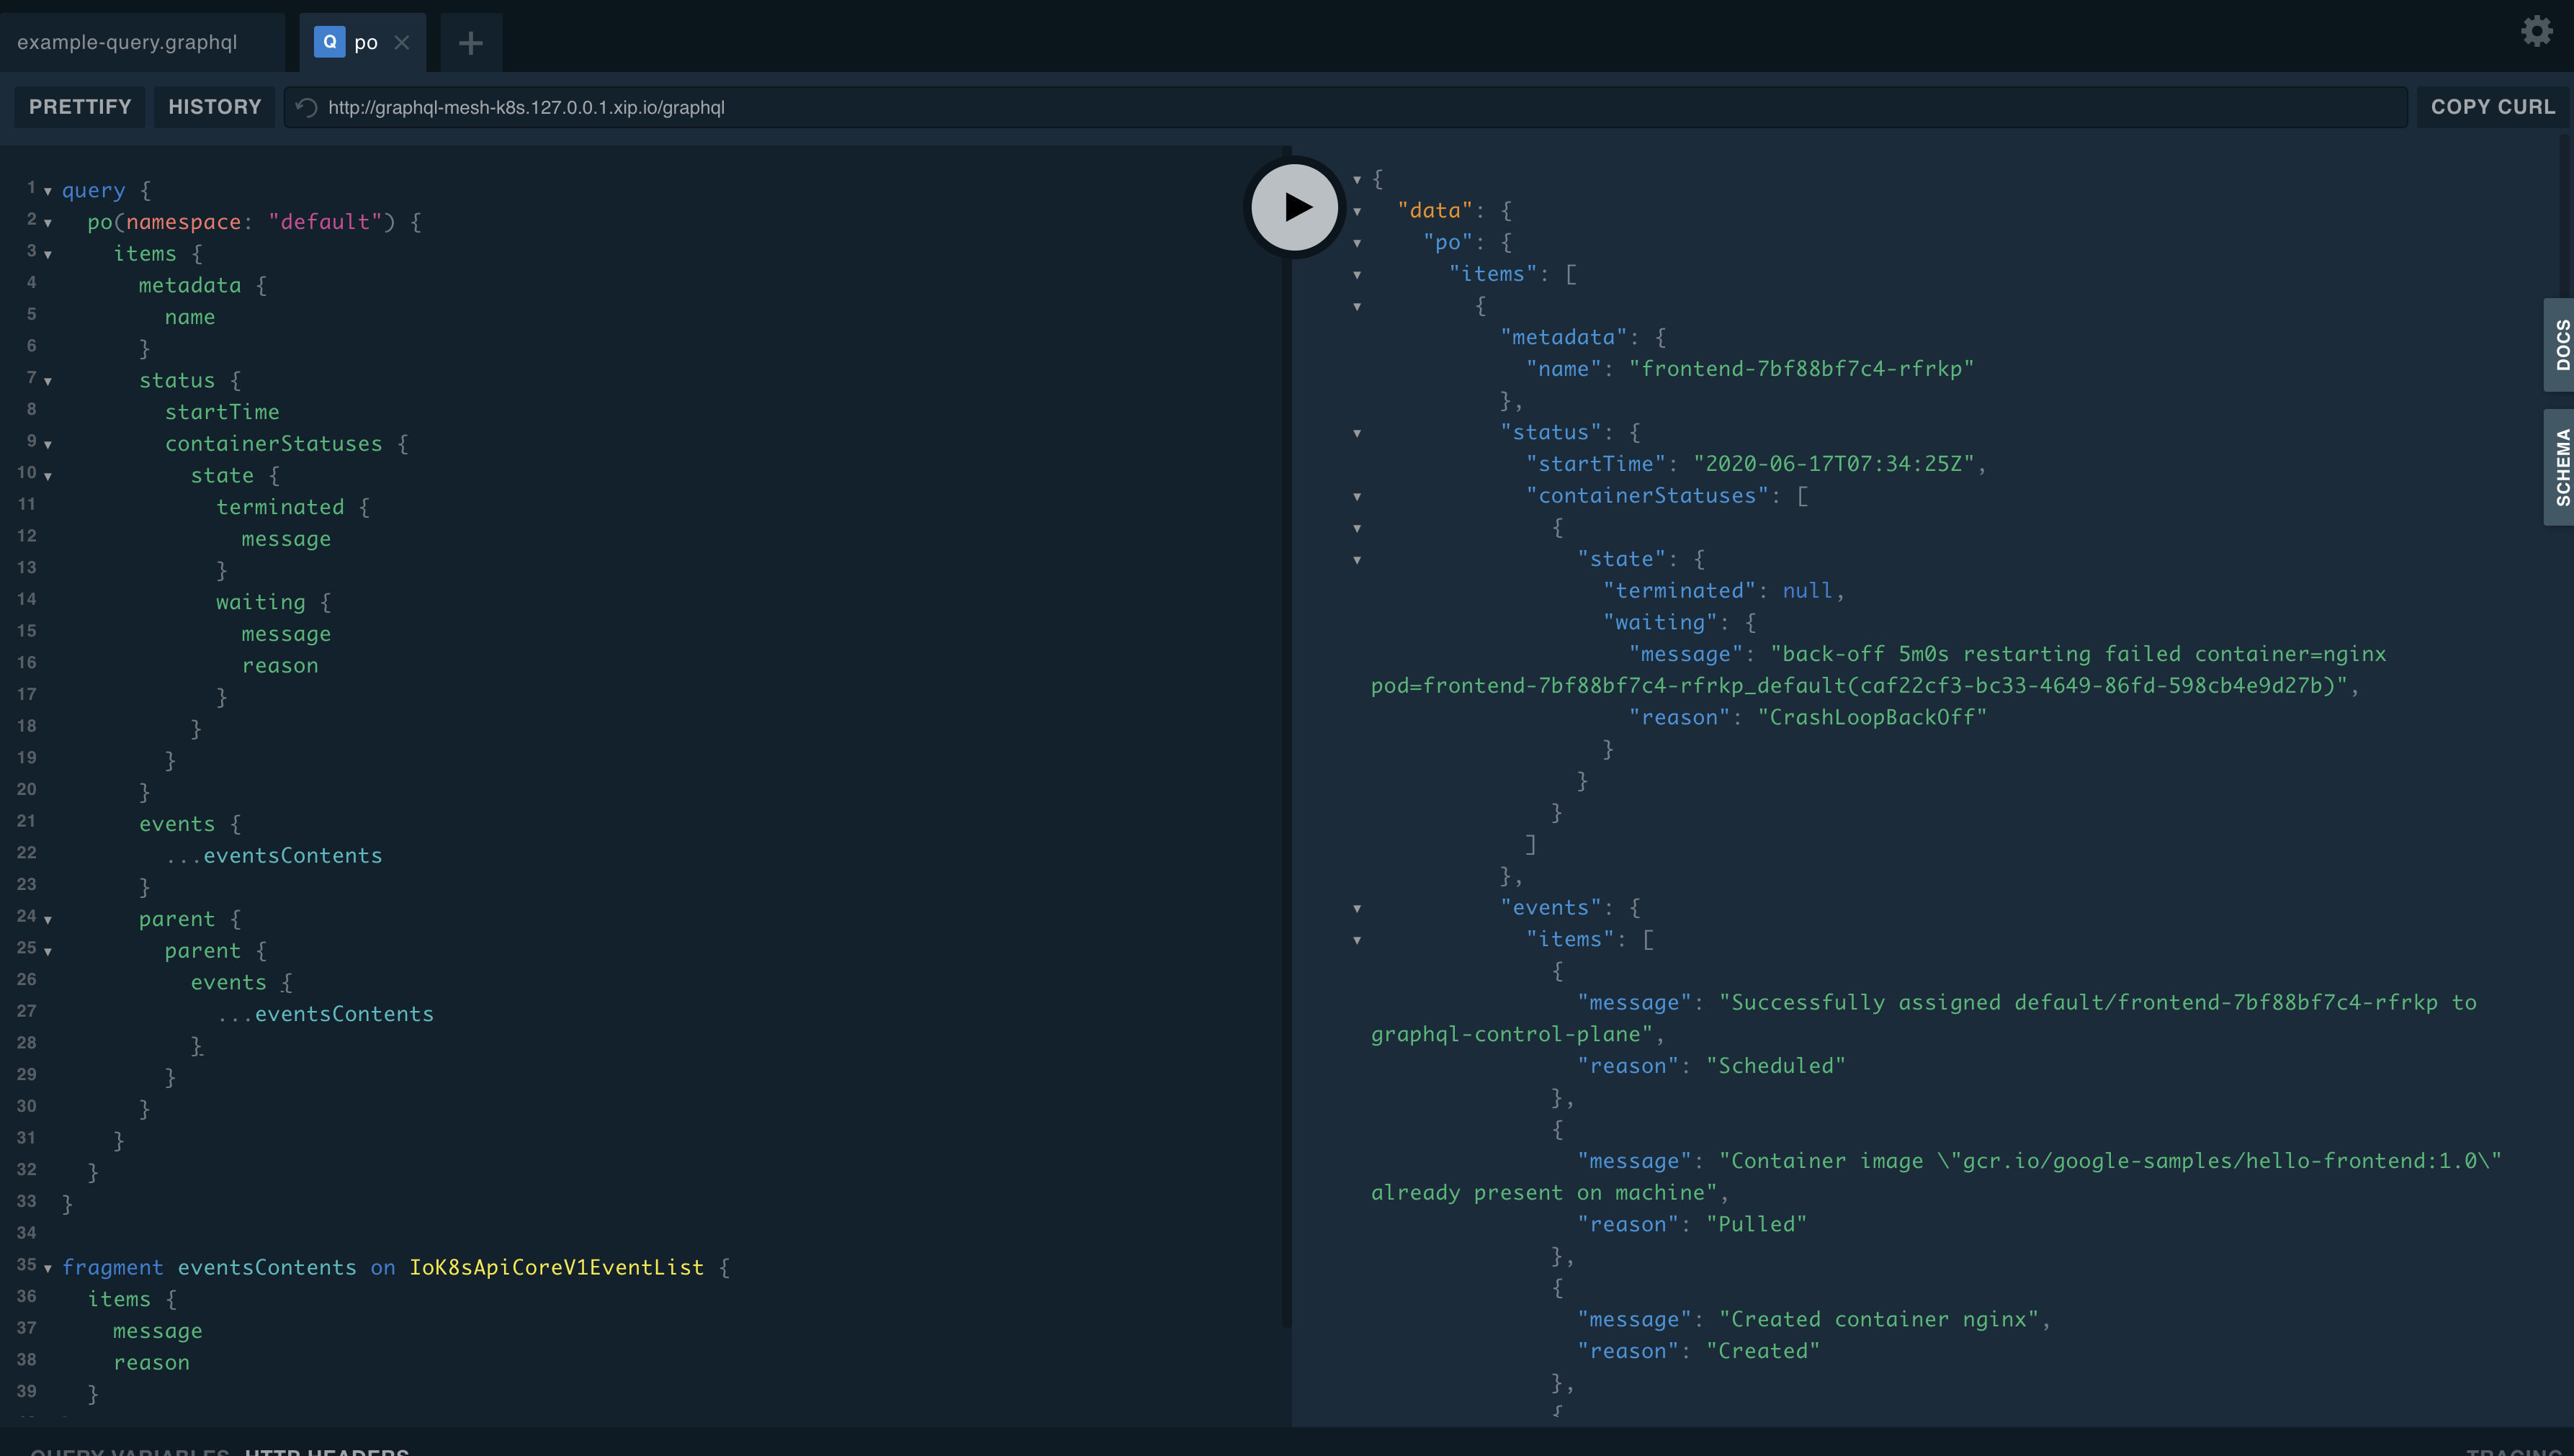 example-query.graphql
Q po
PRETTIFY HISTORY http://graphql-mesh-k8s.127.0.0.1.xip.io/graphql COPY CURL
1 query {
2 po(namespace: "default") {
3 items {
4 metadata {
5 name
6 }
7 status {
8 startTime
9 containerStatuses {
10 state {
11 terminated {
12 message
13 }
14 waiting {
15 message
16 reason
17 }
18 }
19 }
20 }
21 events {
22 ...eventsContents
23 }
24 parent {
25 parent {
26 events {
27 ...eventsContents
28 }
29 }
30 }
31 }
32 }
33 }
34
35 fragment eventsContents on IoK8sApiCoreV1EventList {
36 items {
37 message
38 reason
39 }
{
"data": {
"po": {
"items": [
{
"metadata": {
"name": "frontend-7bf88bf7c4-rfrkp"
},
"status": {
"startTime": "2020-06-17T07:34:25Z",
"containerStatuses": [
{
"state": {
"terminated": null,
"waiting": {
"message": "back-off 5m0s restarting failed container=nginx
pod=frontend-7bf88bf7c4-rfrkp_default(caf22cf3-bc33-4649-86fd-598cb4e9d27b)",
"reason": "CrashLoopBackOff"
}
}
}
]
},
"events": {
"items": [
{
"message": "Successfully assigned default/frontend-7bf88bf7c4-rfrkp to
graphql-control-plane",
"reason": "Scheduled"
},
{
"message": "Container image \"gcr.io/google-samples/hello-frontend:1.0\"
already present on machine",
"reason": "Pulled"
},
{
"message": "Created container nginx",
"reason": "Created"
},
{
DOCS
SCHEMA
QUERY VARIABLES HTTP HEADERS
TRACING